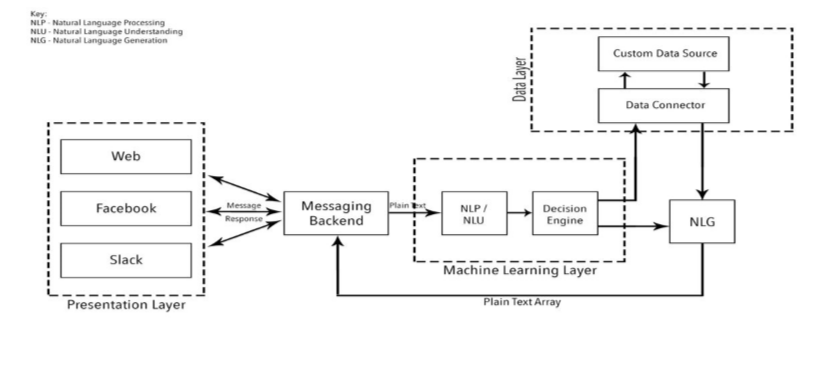 Key:
NLP - Natural Language Processing
NLU - Natural Language Understanding
NLG - Natural Language Generation
Data Layer
Custom Data Source
Data Connector
Web
Facebook
Slack
Presentation Layer
Message
Response
Messaging
Backend
Plain Text
NLP /
NLU
Decision
Engine
Machine Learning Layer
NLG
Plain Text Array